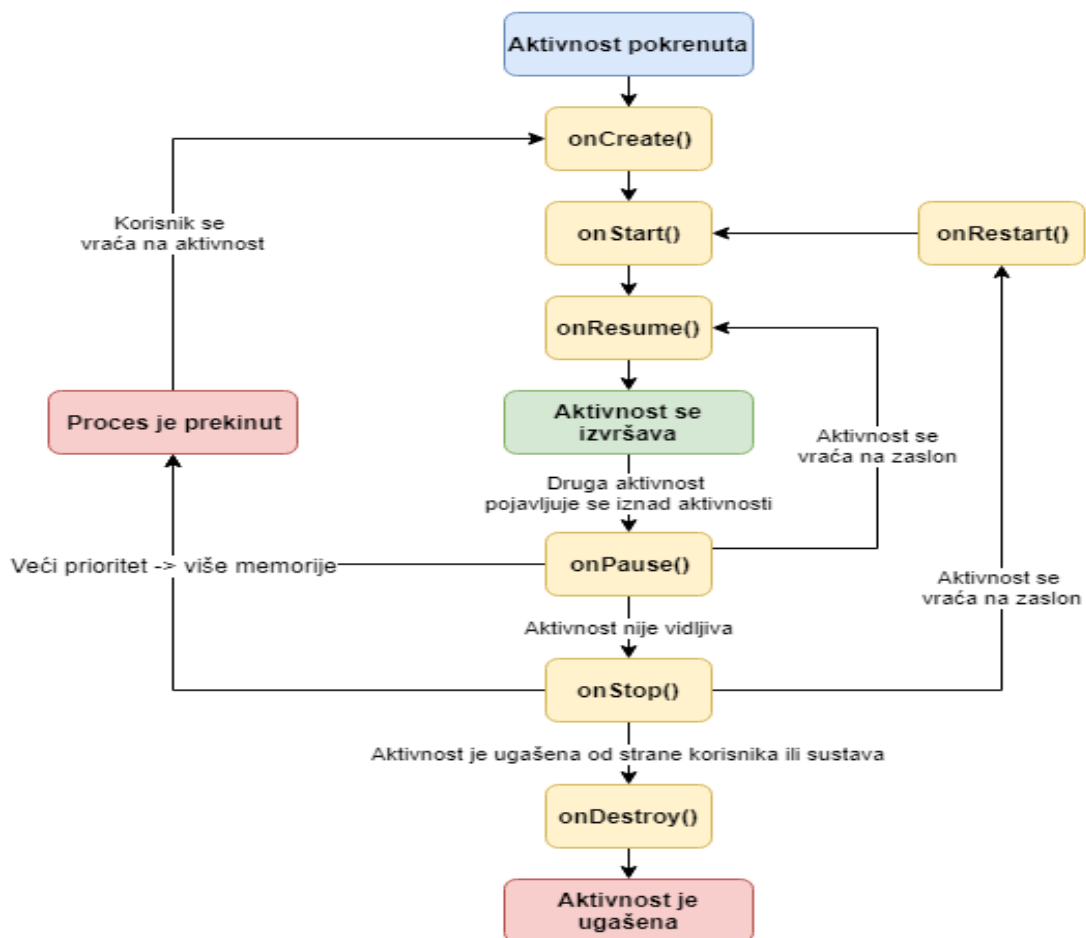 Aktivnost pokrenuta
onCreate()
Korisnik se
vraća na aktivnost
onStart()
onRestart()
onResume()
Proces je prekinut
Aktivnost se
izvršava
Aktivnost se
vraća na zaslon
Druga aktivnost
pojavljuje se iznad aktivnosti
Veći prioritet -> više memorije
onPause()
Aktivnost se
vraća na zaslon
Aktivnost nije vidljiva
onStop()
Aktivnost je ugašena od strane korisnika ili sustava
onDestroy()
Aktivnost je
ugašena